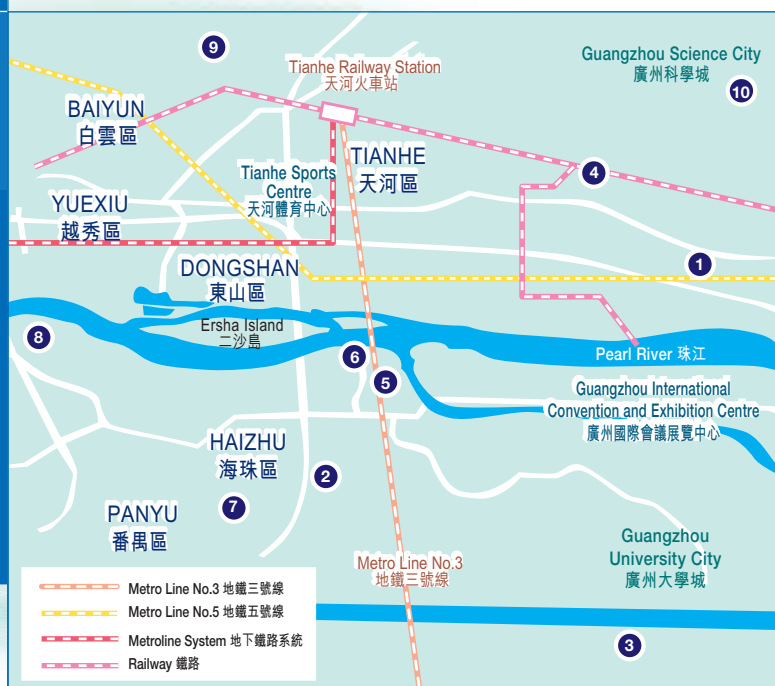 9
Guangzhou Science City
廣州科學城
10
Tianhe Railway Station
天河火車站
BAIYUN
白雲區
TIANHE
天河區
4
Tianhe Sports
Centre
天河體育中心
YUEXIU
越秀區
DONGSHAN
東山區
1
Ersha Island
二沙島
8
6
5
Pearl River 珠江
Guangzhou International
Convention and Exhibition Centre
廣州國際會議展覽中心
HAIZHU
海珠區
2
7
PANYU
番禺區
Guangzhou
University City
廣州大學城
Metro Line No.3
地鐵三號線
3
Metro Line No.3 地鐵三號線
Metro Line No.5 地鐵五號線
Metroline System 地下鐵路系統
Railway 鐵路